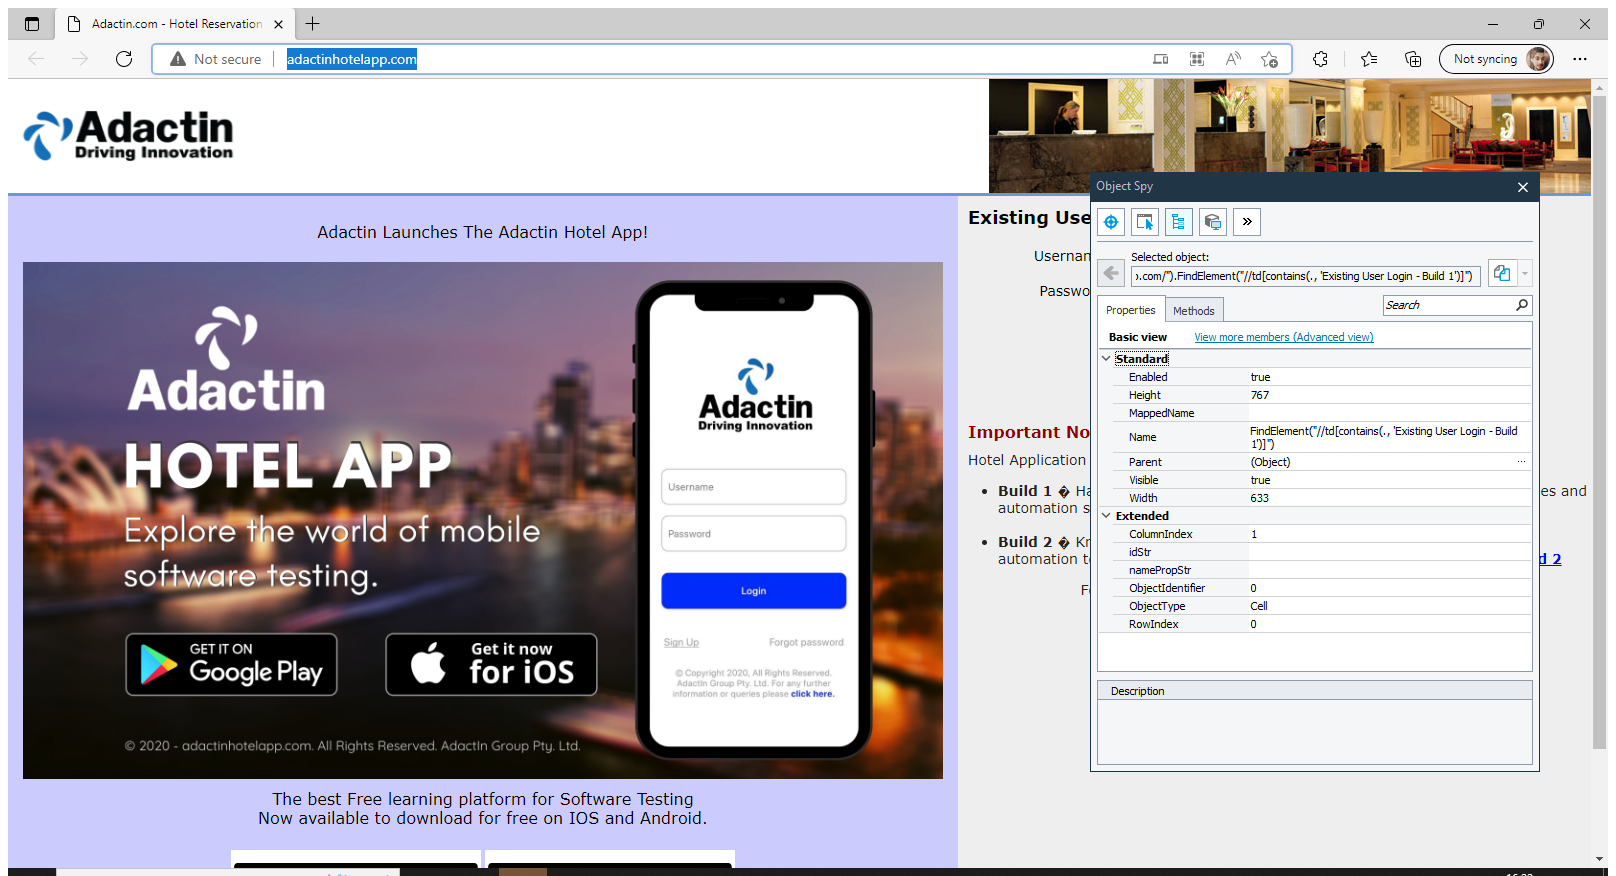 Adactin.com - Hotel Reservation
Not secure
adactinhotelapp.com
Not syncing
Adactin
Driving Innovation
Adactin Launches The Adactin Hotel App!
Adactin
HOTEL APP
Explore the world of mobile
software testing.
GET IT ON
Google Play
Get it now
for iOS
© 2020 - adactinhotelapp.com. All Rights Reserved. AdactIn Group Pty. Ltd.
Adactin
Driving Innovation
Username
Password
Login
Sign Up
Forgot password
© Copyright 2020, All Rights Reserved.
AdactIn Group Pty. Ltd. For any further
information or queries please click here.
The best Free learning platform for Software Testing
Now available to download for free on IOS and Android.
Existing Use
Usernan
Passwo
Important No
Hotel Application
• Build 1 � Ha
es and
automation s
• Build 2 � Kr
automation to
d 2
Object Spy
Selected object:
.com/").FindElement("//td[contains(., 'Existing User Login - Build 1')]")
Properties
Methods
Search
Basic view
View more members (Advanced view)
Standard
Enabled true
Height 767
MappedName
Name FindElement("//td[contains(., 'Existing User Login - Build
1')]")
Parent (Object) ...
Visible true
Width 633
Extended
ColumnIndex 1
idStr
namePropStr
ObjectIdentifier 0
ObjectType Cell
RowIndex 0
Description